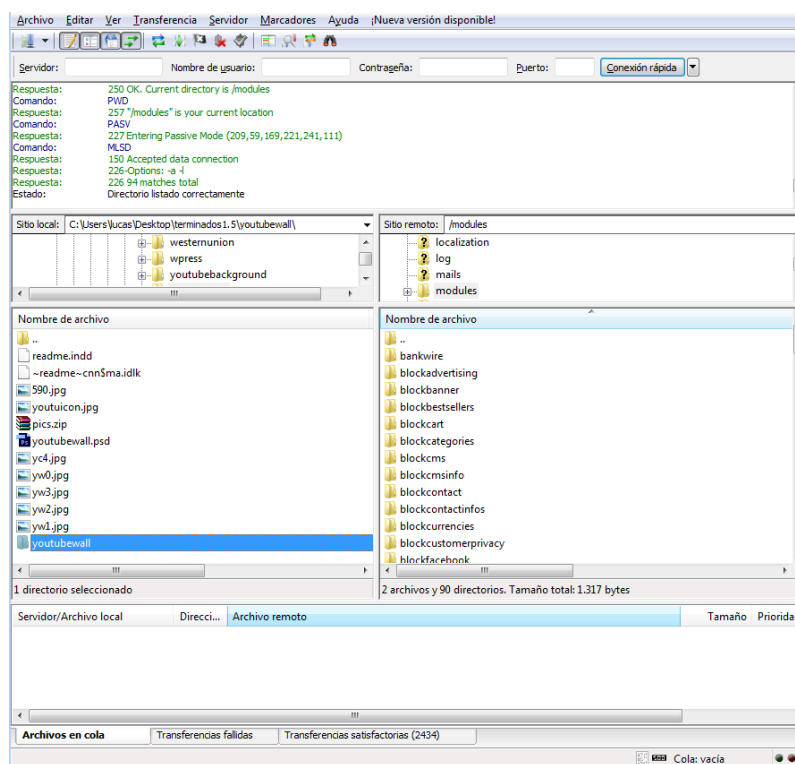 Archivo Editar Ver Transferencia Servidor Marcadores Ayuda ¡Nueva versión disponible!
Servidor: Nombre de usuario: Contraseña: Puerto: Conexión rápida
Respuesta: 250 OK. Current directory is /modules
Comando: PWD
Respuesta: 257 "/modules" is your current location
Comando: PASV
Respuesta: 227 Entering Passive Mode (209,59,169,221,241,111)
Comando: MLSD
Respuesta: 150 Accepted data connection
Respuesta: 226-Options: -a -l
Respuesta: 226 94 matches total
Estado: Directorio listado correctamente
Sitio local: C:\Users\lucas\Desktop\terminados1.5\youtubewall\
westernunion
wpress
youtubebackground
Sitio remoto: /modules
localization
log
mails
modules
Nombre de archivo
..
readme.indd
~readme~cnn$ma.idlk
590.jpg
youtuicon.jpg
pics.zip
youtubewall.psd
yc4.jpg
yw0.jpg
yw3.jpg
yw2.jpg
yw1.jpg
youtubewall
1 directorio seleccionado
Nombre de archivo
..
bankwire
blockadvertising
blockbanner
blockbestsellers
blockcart
blockcategories
blockcms
blockcmsinfo
blockcontact
blockcontactinfos
blockcurrencies
blockcustomerprivacy
blockfacebook
2 archivos y 90 directorios. Tamaño total: 1.317 bytes
Servidor/Archivo local Direcci... Archivo remoto Tamaño Priorida
Archivos en cola Transferencias fallidas Transferencias satisfactorias (2434)
Cola: vacía